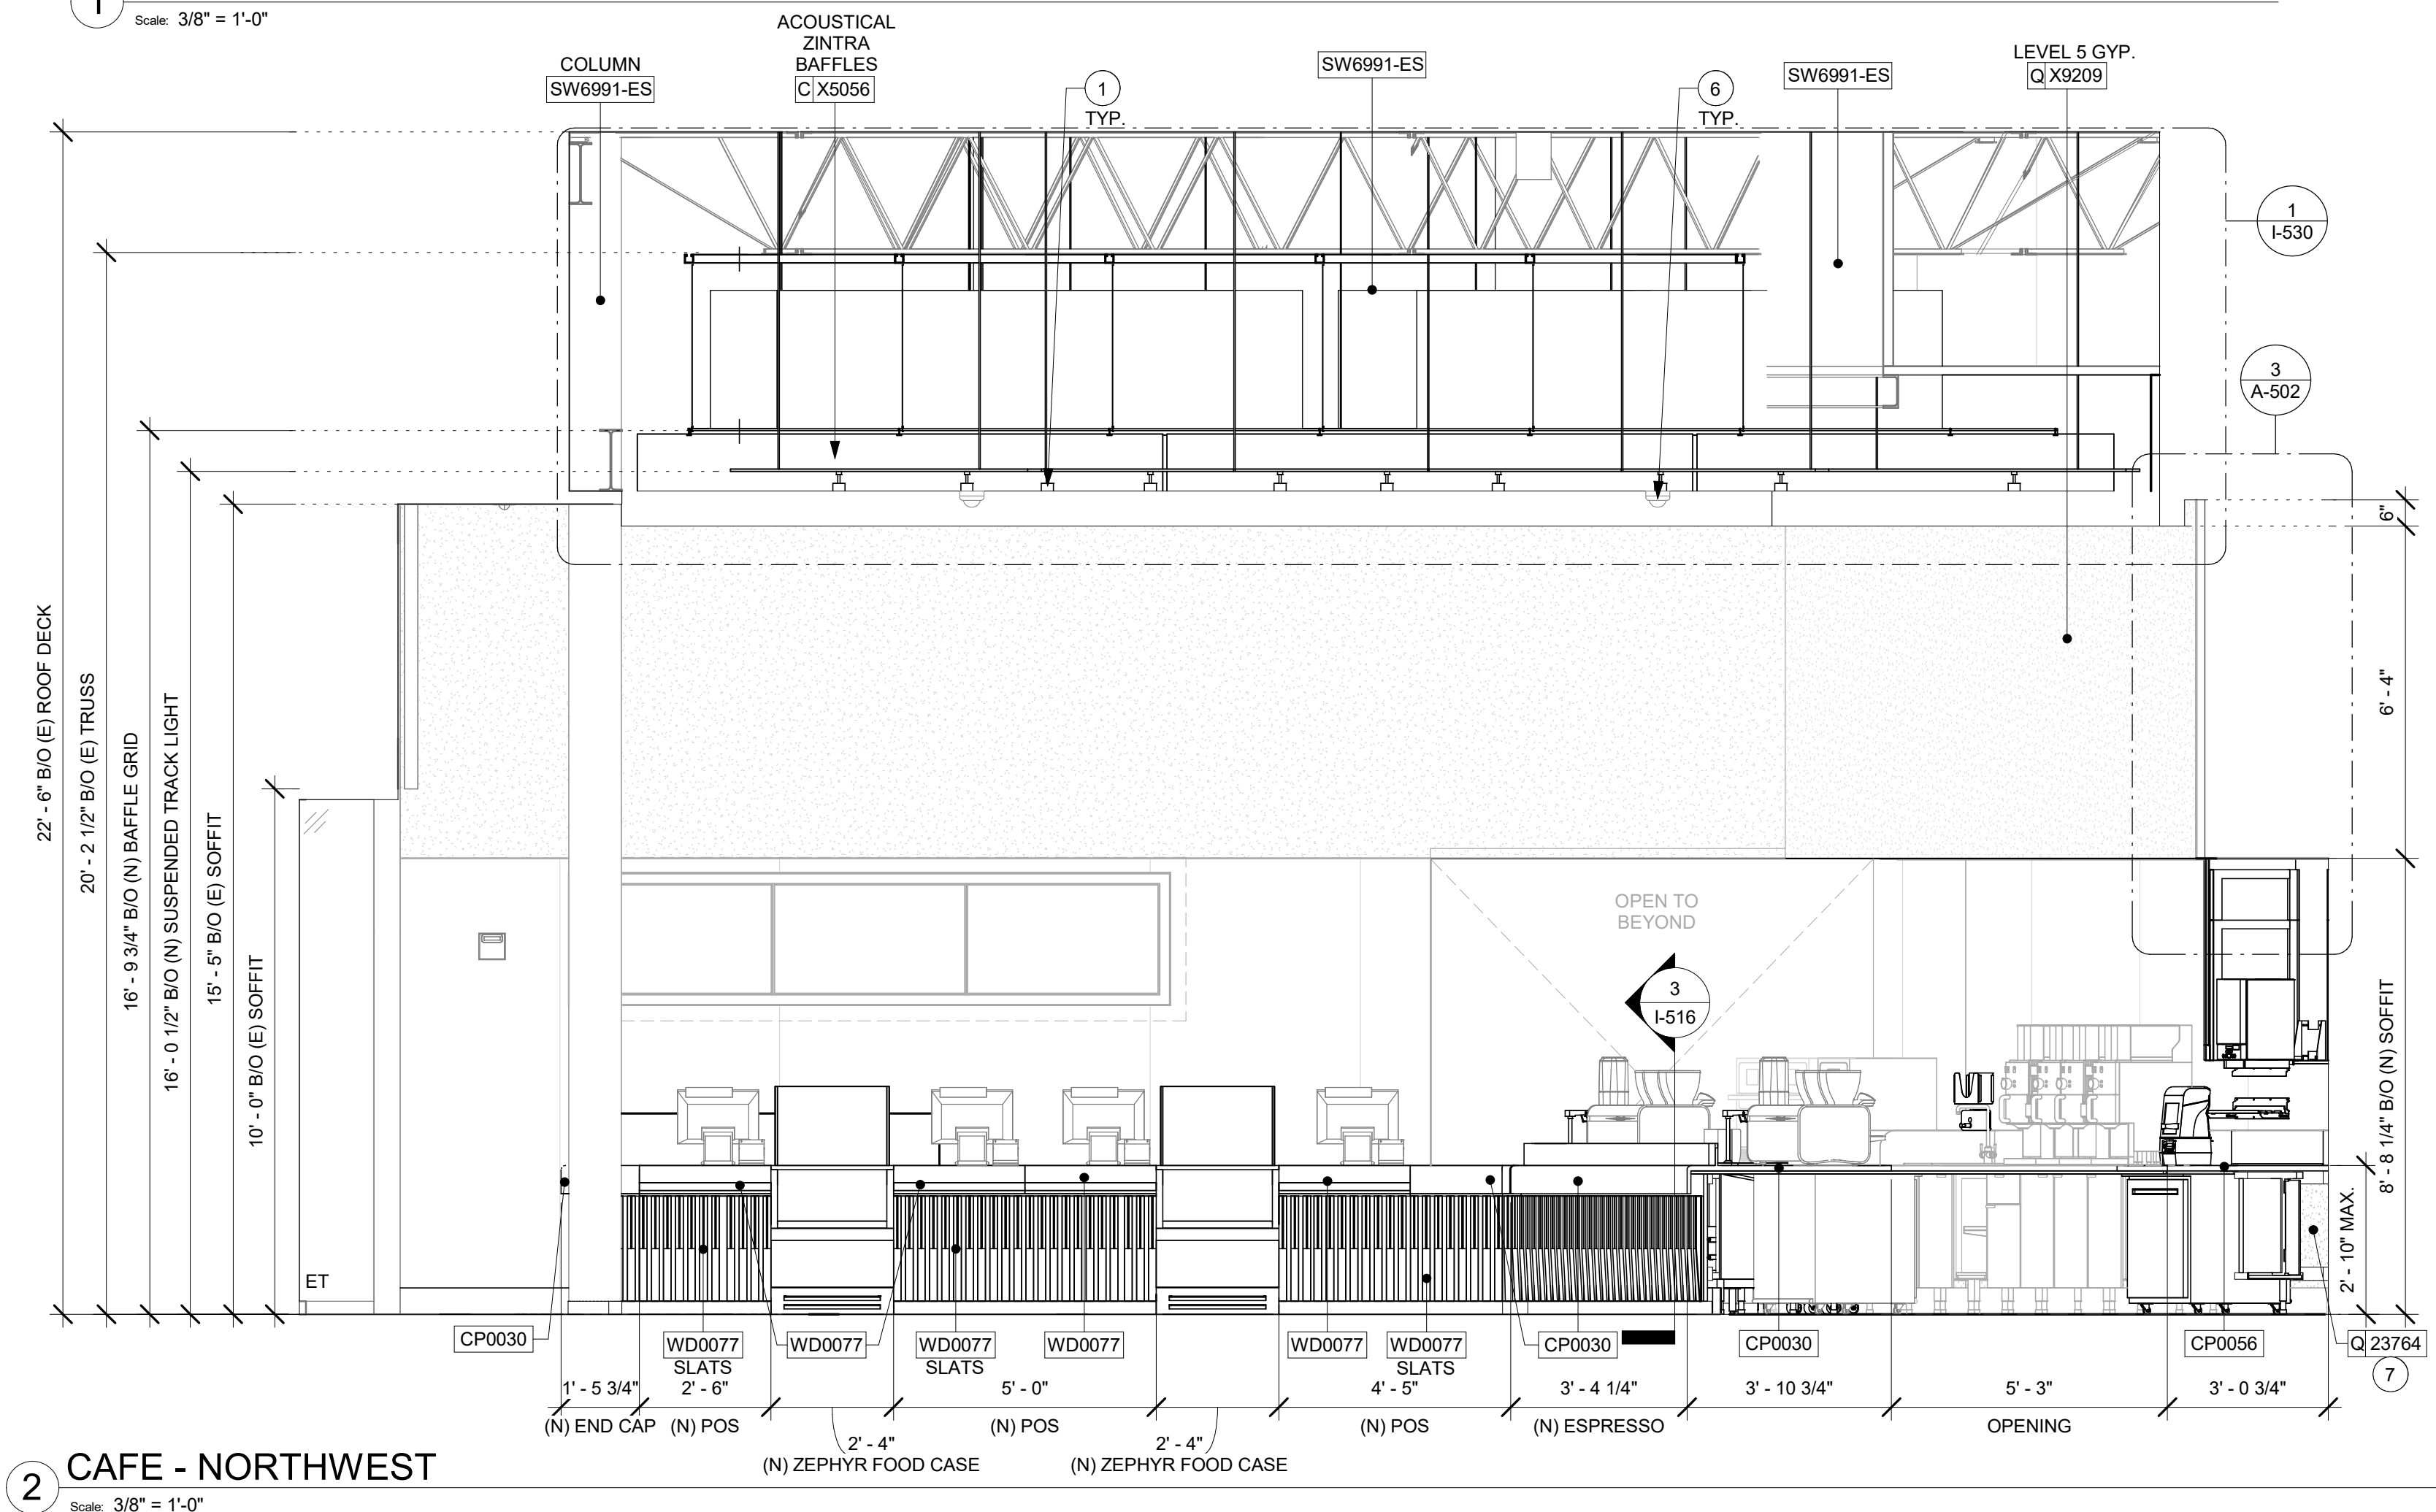 1
Scale: 3/8" = 1'-0"
COLUMN
SW6991-ES
ACOUSTICAL
ZINTRA
BAFFLES
C X5056
1
TYP.
SW6991-ES
6
TYP.
SW6991-ES
LEVEL 5 GYP.
Q X9209
1
I-530
3
A-502
22' - 6" B/O (E) ROOF DECK
20' - 2 1/2" B/O (E) TRUSS
16' - 9 3/4" B/O (N) BAFFLE GRID
16' - 0 1/2" B/O (N) SUSPENDED TRACK LIGHT
15' - 5" B/O (E) SOFFIT
10' - 0" B/O (E) SOFFIT
6"
6' - 4"
8' - 8 1/4" B/O (N) SOFFIT
2' - 10" MAX.
OPEN TO
BEYOND
3
I-516
ET
CP0030
WD0077
SLATS
WD0077
WD0077
SLATS
WD0077
WD0077
WD0077
SLATS
CP0030
CP0030
CP0056
Q 23764
7
1' - 5 3/4"
2' - 6"
5' - 0"
4' - 5"
3' - 4 1/4"
3' - 10 3/4"
5' - 3"
3' - 0 3/4"
(N) END CAP
(N) POS
(N) POS
(N) POS
(N) ESPRESSO
OPENING
2' - 4"
(N) ZEPHYR FOOD CASE
2' - 4"
(N) ZEPHYR FOOD CASE
2
CAFE - NORTHWEST
Scale: 3/8" = 1'-0"